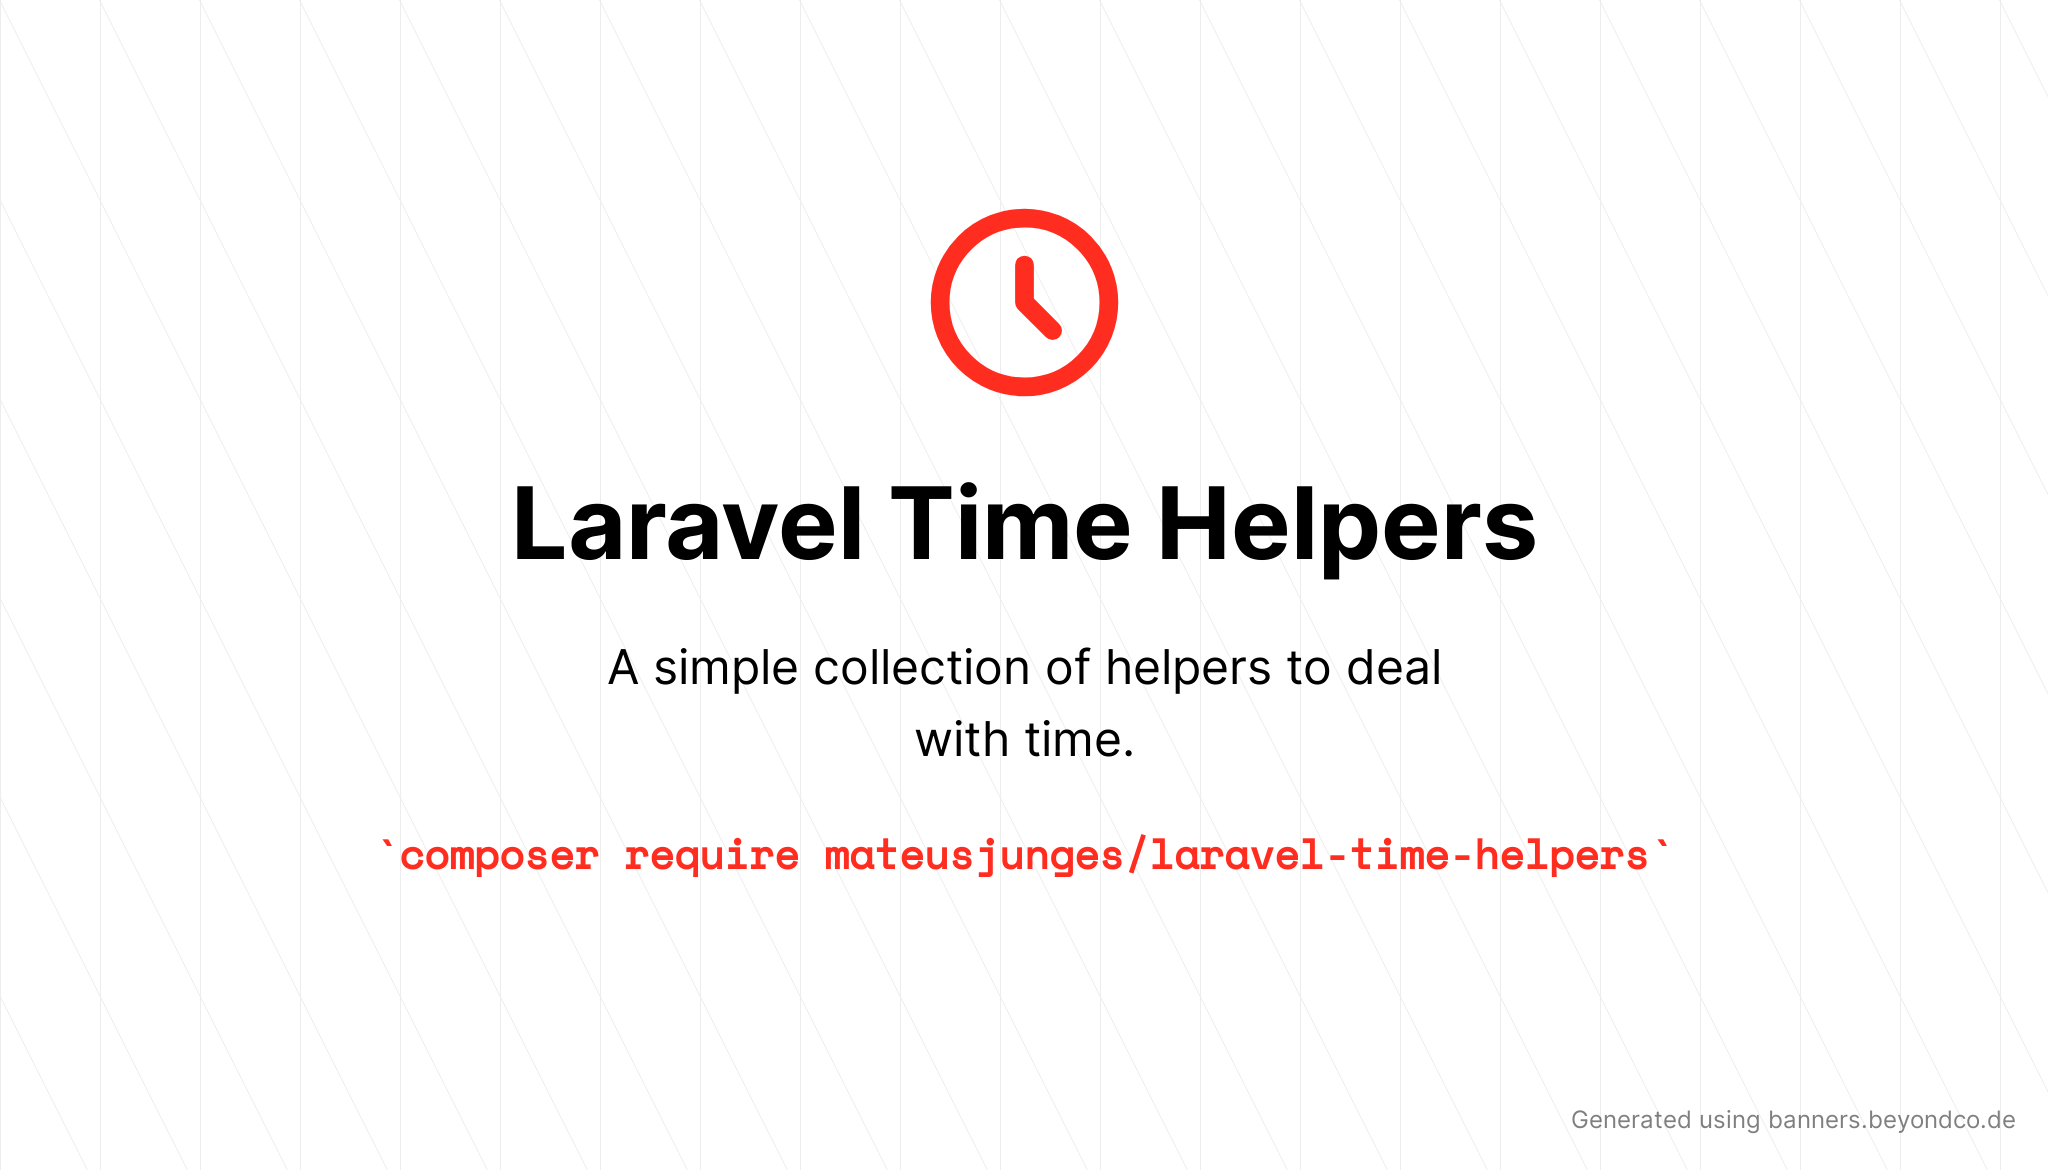 Laravel Time Helpers
A simple collection of helpers to deal
with time.
`composer require mateusjunges/laravel-time-helpers`
Generated using banners.beyondco.de